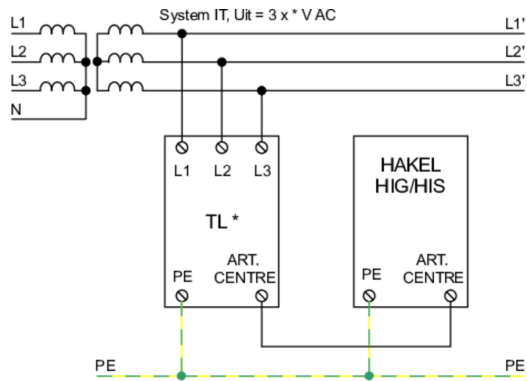 System IT, Uit = 3 x * V AC
L1 L1'
L2 L2'
L3 L3'
N
L1 L2 L3
HAKEL
HIG/HIS
TL *
PE ART. CENTRE
PE ART. CENTRE
PE PE